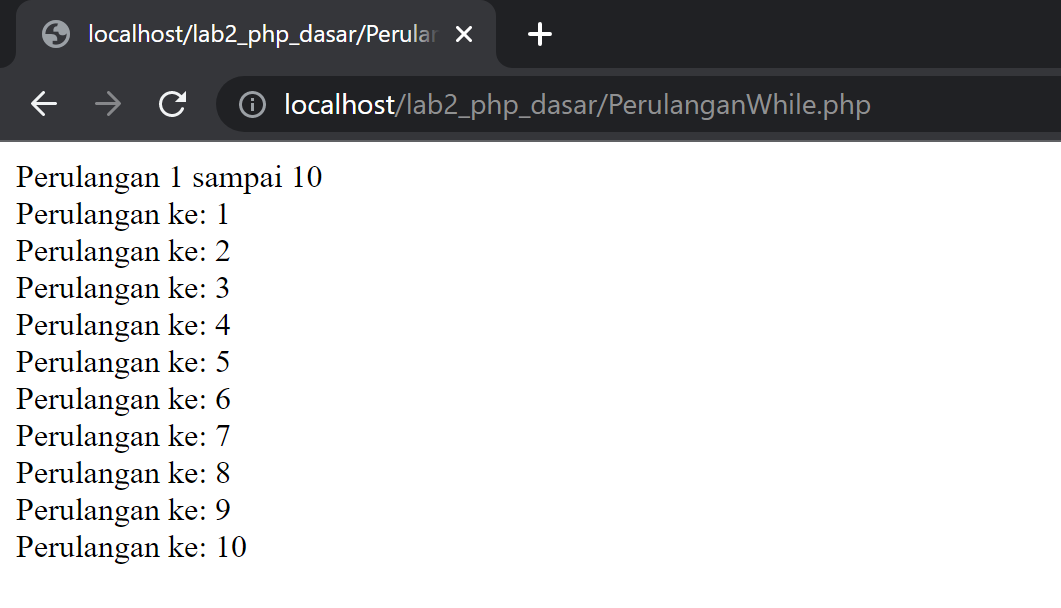 localhost/lab2_php_dasar/Perular
localhost/lab2_php_dasar/PerulanganWhile.php
Perulangan 1 sampai 10
Perulangan ke: 1
Perulangan ke: 2
Perulangan ke: 3
Perulangan ke: 4
Perulangan ke: 5
Perulangan ke: 6
Perulangan ke: 7
Perulangan ke: 8
Perulangan ke: 9
Perulangan ke: 10